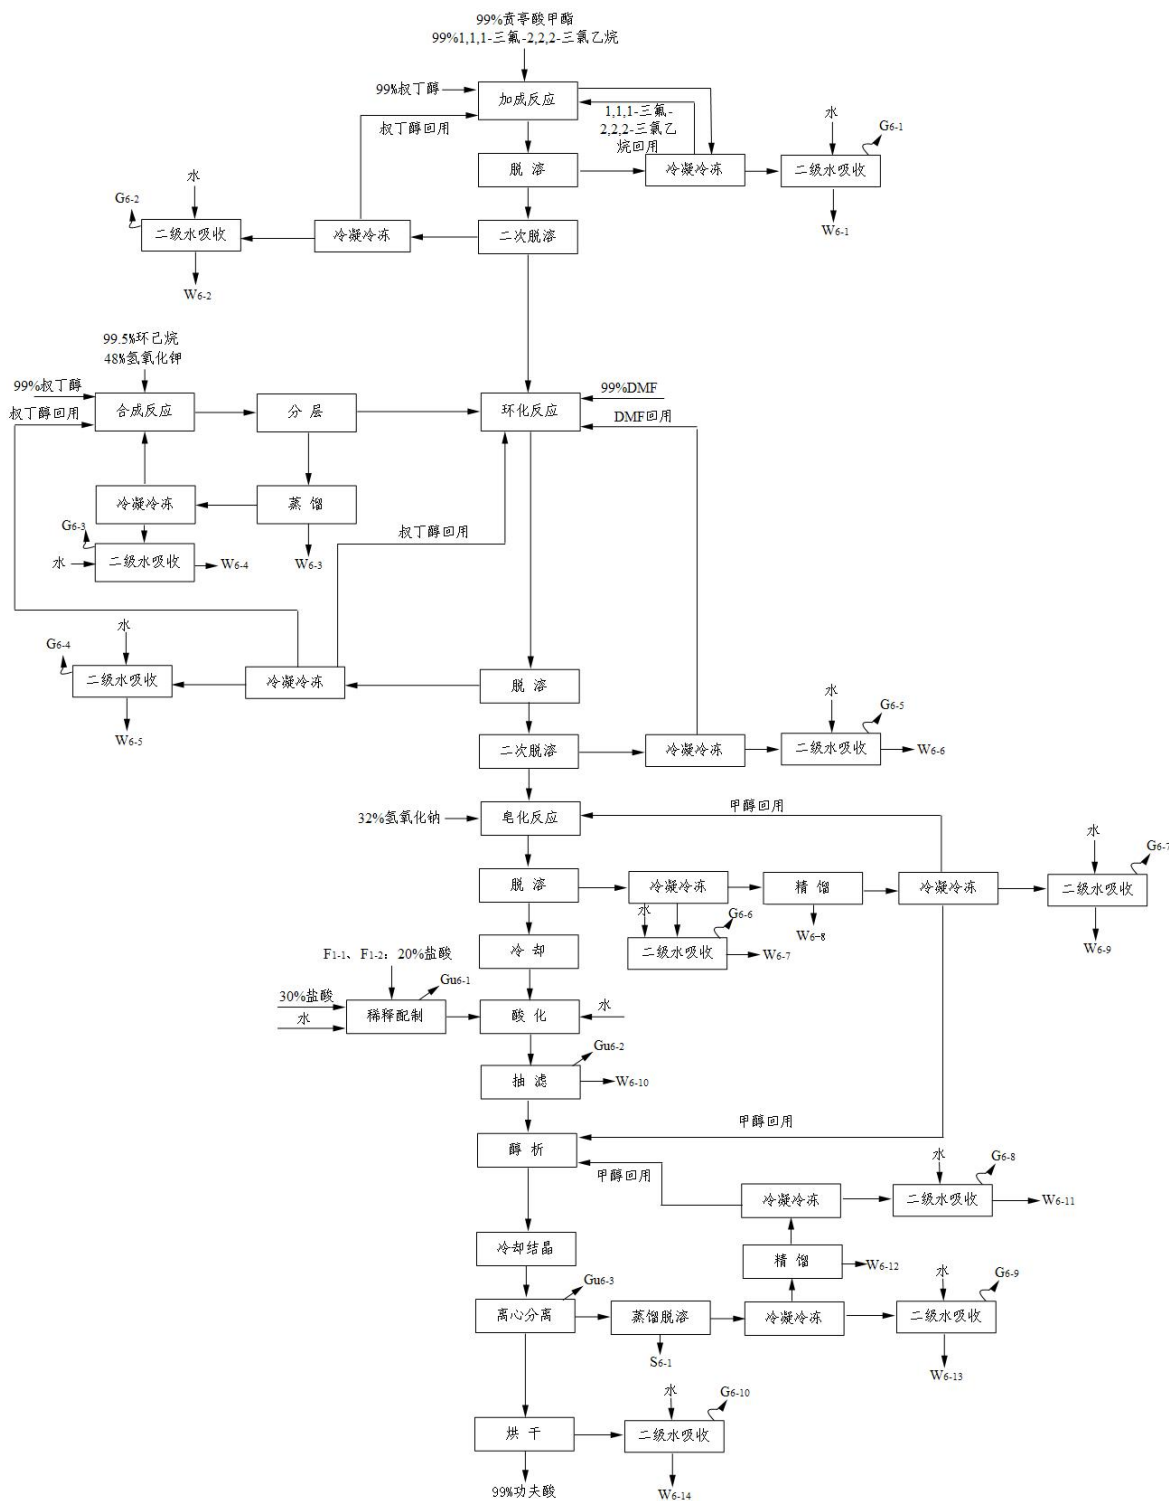 99%贲亭酸甲酯
99%1,1,1-三氟-2,2,2-三氯乙烷
99%叔丁醇
加成反应
叔丁醇回用
1,1,1-三氟-
2,2,2-三氯乙
烷回用
水
G6-1
脱 溶
冷凝冷冻
二级水吸收
W6-1
水
G6-2
二级水吸收
冷凝冷冻
二次脱溶
W6-2
99.5%环己烷
48%氢氧化钾
99%叔丁醇
叔丁醇回用
合成反应
分 层
环化反应
99%DMF
DMF回用
冷凝冷冻
蒸 馏
G6-3
水
二级水吸收
W6-4
W6-3
叔丁醇回用
水
G6-4
二级水吸收
冷凝冷冻
脱 溶
W6-5
水
G6-5
二次脱溶
冷凝冷冻
二级水吸收
W6-6
甲醇回用
32%氢氧化钠
皂化反应
水
G6-7
脱 溶
冷凝冷冻
精 馏
冷凝冷冻
二级水吸收
水
G6-6
W6-8
W6-9
冷 却
二级水吸收
W6-7
F1-1、F1-2：20%盐酸
Gu6-1
30%盐酸
水
稀释配制
酸 化
水
Gu6-2
抽 滤
W6-10
甲醇回用
醇 析
甲醇回用
水
G6-8
冷凝冷冻
二级水吸收
W6-11
冷却结晶
精 馏
W6-12
水
G6-9
Gu6-3
离心分离
蒸馏脱溶
冷凝冷冻
二级水吸收
S6-1
W6-13
水
G6-10
烘 干
二级水吸收
99%功夫酸
W6-14